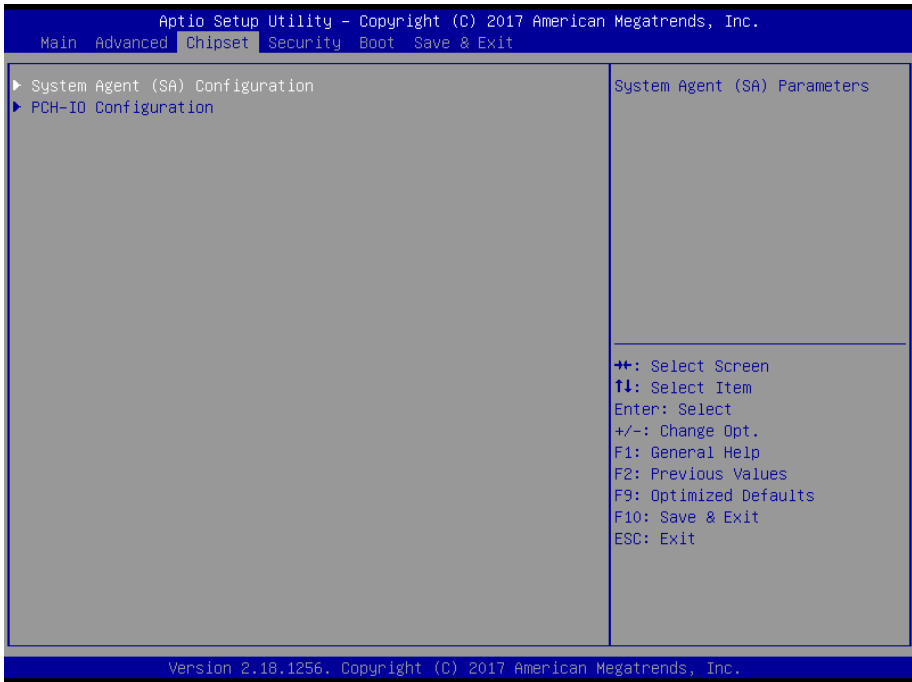 Aptio Setup Utility – Copyright (C) 2017 American Megatrends, Inc.
Main Advanced Chipset Security Boot Save & Exit
▶ System Agent (SA) Configuration
▶ PCH-IO Configuration
System Agent (SA) Parameters
→←: Select Screen
↑↓: Select Item
Enter: Select
+/-: Change Opt.
F1: General Help
F2: Previous Values
F9: Optimized Defaults
F10: Save & Exit
ESC: Exit
Version 2.18.1256. Copyright (C) 2017 American Megatrends, Inc.